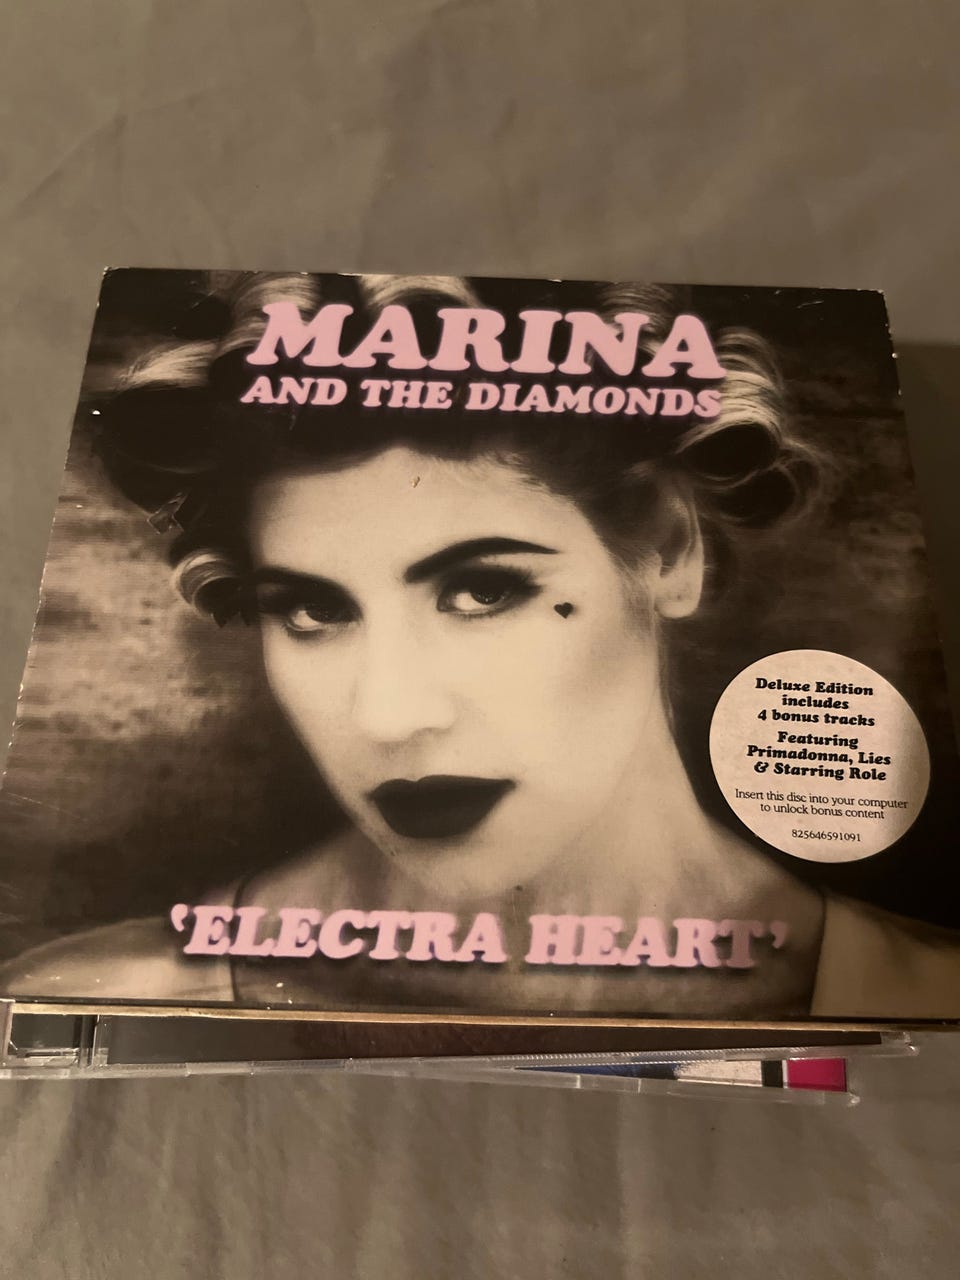 MARINA
AND THE DIAMONDS
Deluxe Edition
includes
4 bonus tracks
Featuring
Primadonna, Lies
& Starring Role
Insert this disc into your computer
to unlock bonus content
825646591091
'ELECTRA HEART'